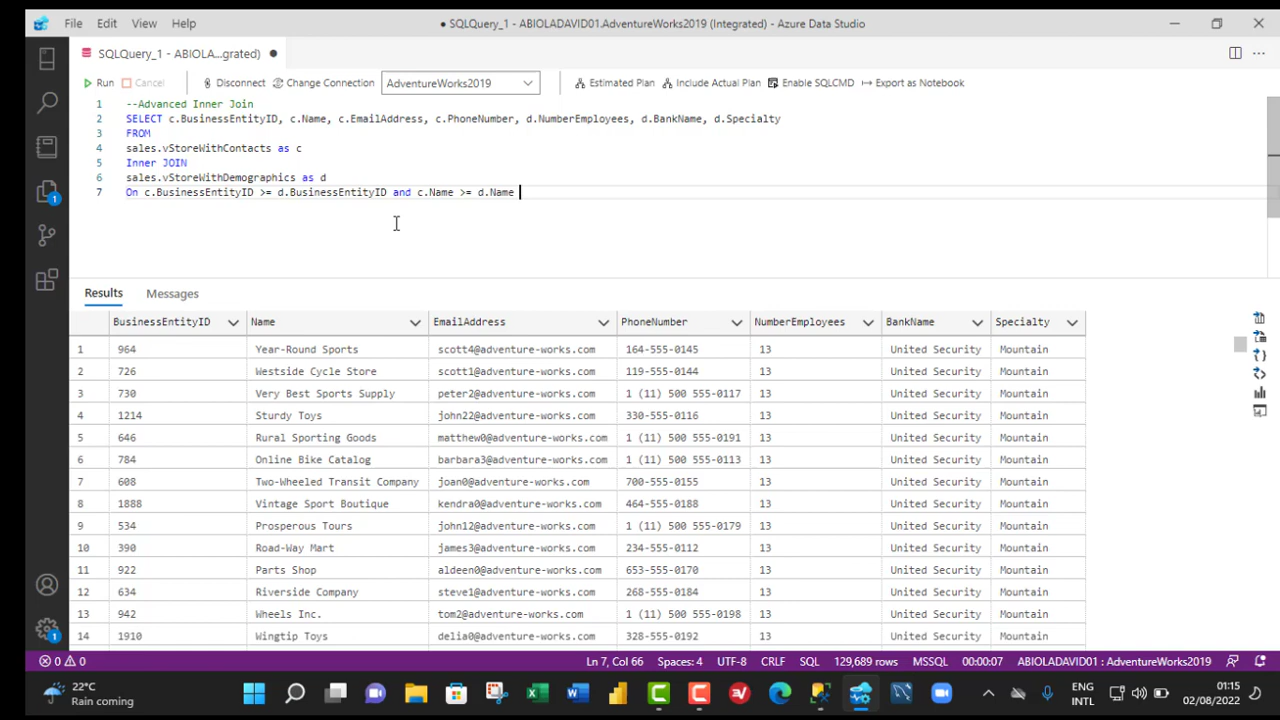 File Edit View Help
● SQLQuery_1 - ABIOLADAVID01.AdventureWorks2019 (Integrated) - Azure Data Studio
SQLQuery_1 - ABIOLA...grated) ●
Run Cancel Disconnect Change Connection AdventureWorks2019 Estimated Plan Include Actual Plan Enable SQLCMD Export as Notebook
1 --Advanced Inner Join
2 SELECT c.BusinessEntityID, c.Name, c.EmailAddress, c.PhoneNumber, d.NumberEmployees, d.BankName, d.Specialty
3 FROM
4 sales.vStoreWithContacts as c
5 Inner JOIN
6 sales.vStoreWithDemographics as d
7 On c.BusinessEntityID >= d.BusinessEntityID and c.Name >= d.Name
1
Results Messages
BusinessEntityID Name EmailAddress PhoneNumber NumberEmployees BankName Specialty
1 964 Year-Round Sports scott4@adventure-works.com 164-555-0145 13 United Security Mountain
2 726 Westside Cycle Store scott1@adventure-works.com 119-555-0144 13 United Security Mountain
3 730 Very Best Sports Supply peter2@adventure-works.com 1 (11) 500 555-0117 13 United Security Mountain
4 1214 Sturdy Toys john22@adventure-works.com 330-555-0116 13 United Security Mountain
5 646 Rural Sporting Goods matthew0@adventure-works.com 1 (11) 500 555-0191 13 United Security Mountain
6 784 Online Bike Catalog barbara3@adventure-works.com 1 (11) 500 555-0113 13 United Security Mountain
7 608 Two-Wheeled Transit Company joan0@adventure-works.com 700-555-0155 13 United Security Mountain
8 1888 Vintage Sport Boutique kendra0@adventure-works.com 464-555-0188 13 United Security Mountain
9 534 Prosperous Tours john12@adventure-works.com 1 (11) 500 555-0179 13 United Security Mountain
10 390 Road-Way Mart james3@adventure-works.com 234-555-0112 13 United Security Mountain
11 922 Parts Shop aldeen0@adventure-works.com 653-555-0170 13 United Security Mountain
12 634 Riverside Company steve1@adventure-works.com 268-555-0184 13 United Security Mountain
13 942 Wheels Inc. tom2@adventure-works.com 1 (11) 500 555-0198 13 United Security Mountain
14 1910 Wingtip Toys delia0@adventure-works.com 328-555-0192 13 United Security Mountain
1
0 0 Ln 7, Col 66 Spaces: 4 UTF-8 CRLF SQL 129,689 rows MSSQL 00:00:07 ABIOLADAVID01 : AdventureWorks2019
22°C
Rain coming
ENG
INTL
01:15
02/08/2022